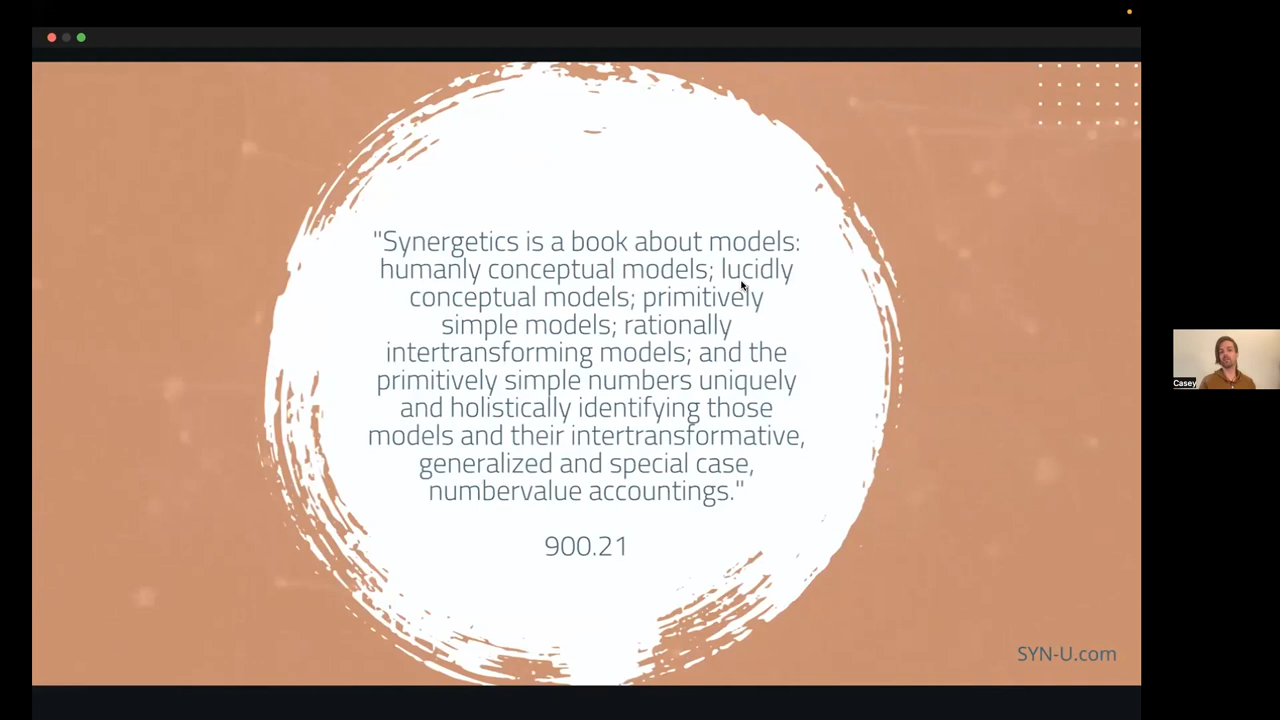 "Synergetics is a book about models:
humanly conceptual models; lucidly
conceptual models; primitively
simple models; rationally
intertransforming models; and the
primitively simple numbers uniquely
and holistically identifying those
models and their intertransformative,
generalized and special case,
numbervalue accountings."
900.21
SYN-U.com
Casey